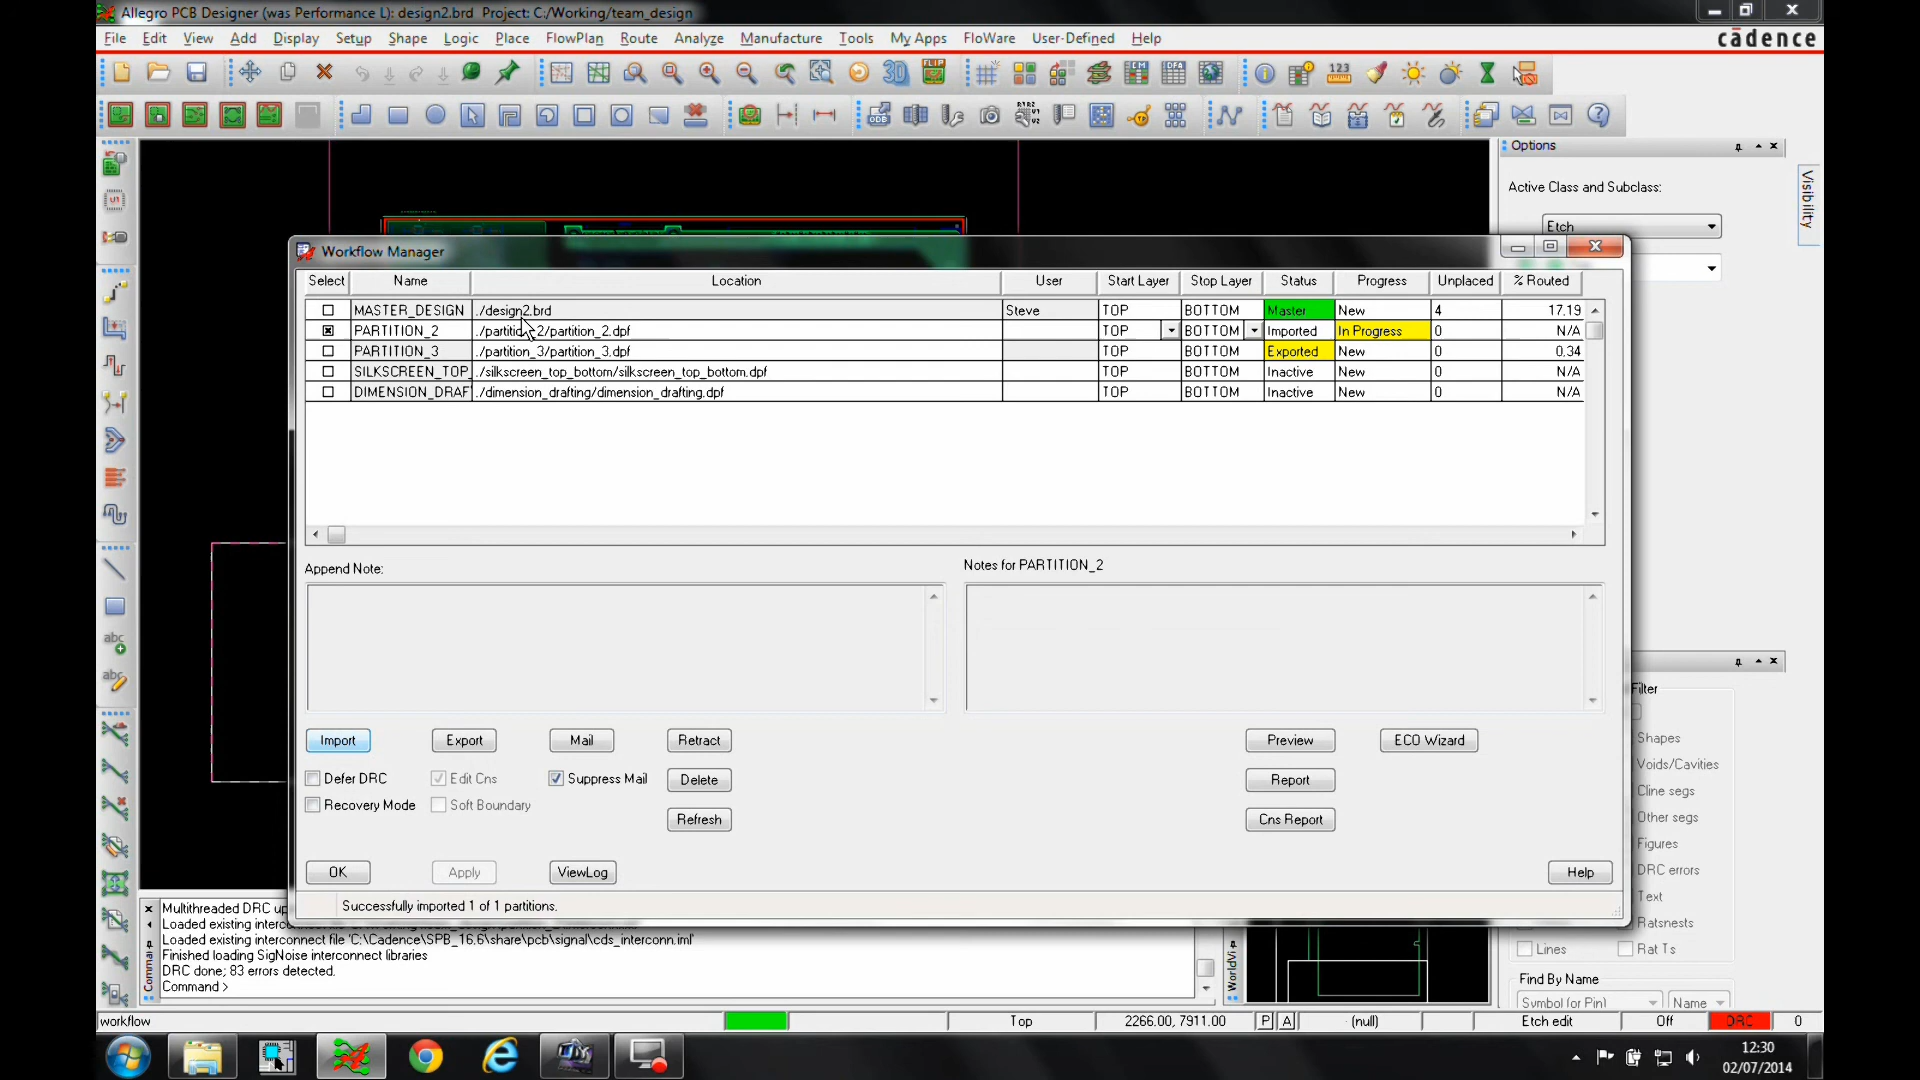 Allegro PCB Designer (was Performance L): design2.brd Project: C:/Working/team_design
File Edit View Add Display Setup Shape Logic Place FlowPlan Route Analyze Manufacture Tools My Apps FloWare User-Defined Help
cādence
Options
Active Class and Subclass:
Etch
Visibility
Workflow Manager
Select Name Location User Start Layer Stop Layer Status Progress Unplaced % Routed
MASTER_DESIGN ./design2.brd Steve TOP BOTTOM Master New 4 17.19
PARTITION_2 ./partition_2/partition_2.dpf TOP BOTTOM Imported In Progress 0 N/A
PARTITION_3 ./partition_3/partition_3.dpf TOP BOTTOM Exported New 0 0.34
SILKSCREEN_TOP_ ./silkscreen_top_bottom/silkscreen_top_bottom.dpf TOP BOTTOM Inactive New 0 N/A
DIMENSION_DRAF ./dimension_drafting/dimension_drafting.dpf TOP BOTTOM Inactive New 0 N/A
Append Note:
Notes for PARTITION_2
Import Export Mail Retract Preview ECO Wizard
Defer DRC Edit Cns Suppress Mail Delete Report
Recovery Mode Soft Boundary Refresh Cns Report
OK Apply ViewLog Help
Successfully imported 1 of 1 partitions.
Filter
Shapes
Voids/Cavities
Cline segs
Other segs
Figures
DRC errors
Text
Ratsnests
Lines Rat Ts
Find By Name
Symbol (or Pin) Name
Multithreaded DRC up
Loaded existing interconn
Loaded existing interconnect file 'C:\Cadence\SPB_16.6\share\pcb\signal\cds_interconn.iml'
Finished loading SigNoise interconnect libraries
DRC done; 83 errors detected.
Command >
Comma
WorldVi
workflow Top 2266.00, 7911.00 P A (null) Etch edit Off DRC 0
12:30
02/07/2014